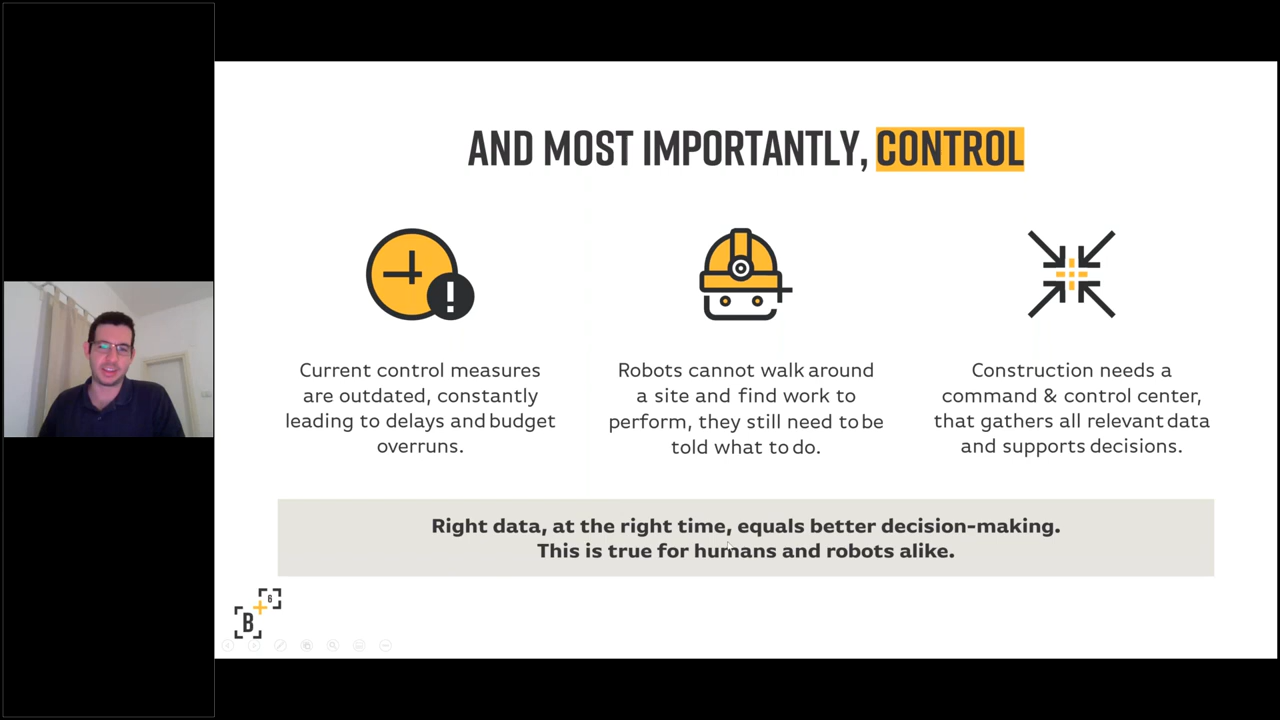 AND MOST IMPORTANTLY, CONTROL
Current control measures
are outdated, constantly
leading to delays and budget
overruns.
Robots cannot walk around
a site and find work to
perform, they still need to be
told what to do.
Construction needs a
command & control center,
that gathers all relevant data
and supports decisions.
Right data, at the right time, equals better decision-making.
This is true for humans and robots alike.
6
B